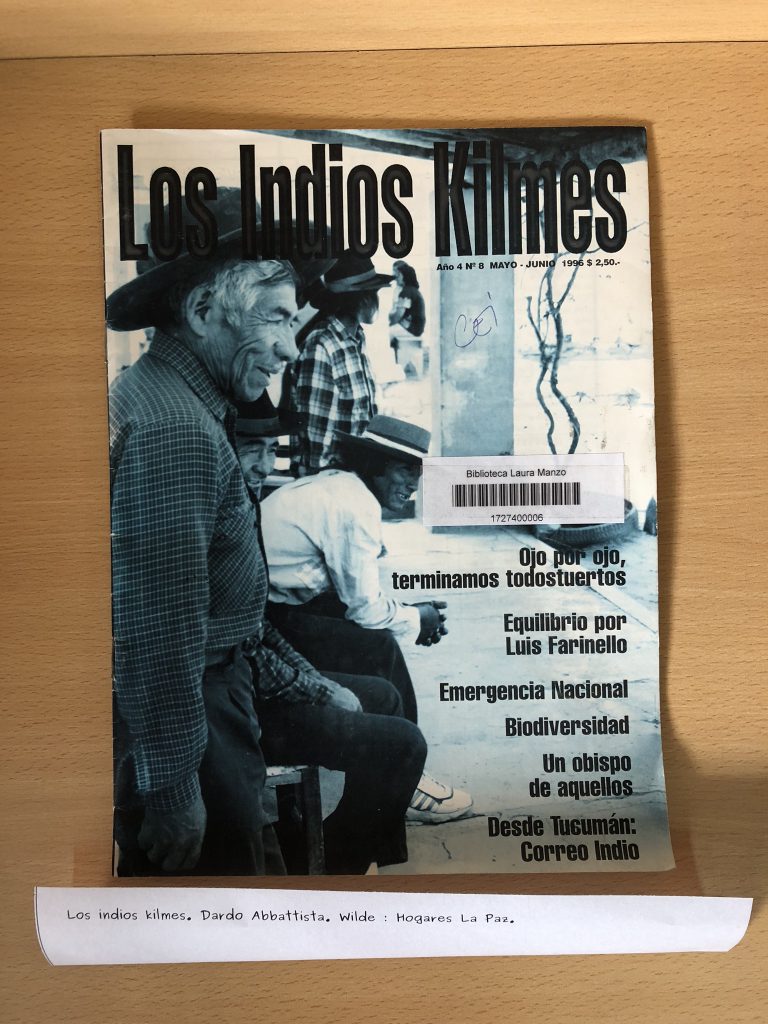 Los Indios Kilmes
Año 4 Nº 8 MAYO - JUNIO 1996 $ 2,50.-
Biblioteca Laura Manzo
1727400006
Ojo por ojo,
terminamos todostuertos
Equilibrio por
Luis Farinello
Emergencia Nacional
Biodiversidad
Un obispo
de aquellos
Desde Tucumán:
Correo Indio
Los indios kilmes. Dardo Abbattista. Wilde : Hogares La Paz.